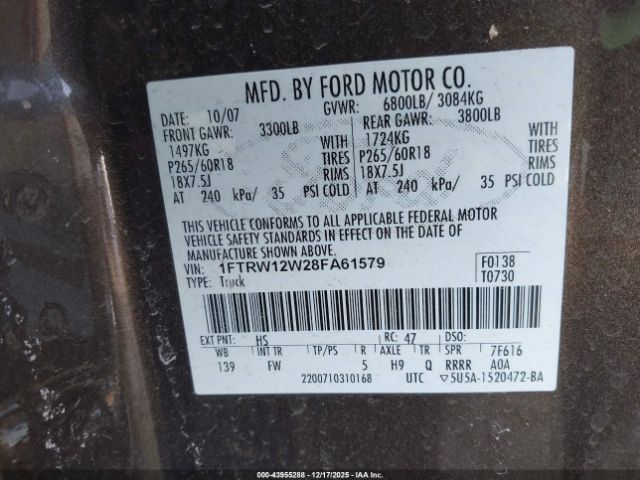 MFD. BY FORD MOTOR CO.
DATE: 10/07 GVWR: 6800LB/ 3084KG
FRONT GAWR: 3300LB REAR GAWR: 3800LB
1497KG WITH 1724KG WITH
P265/60R18 TIRES P265/60R18 TIRES
18X7.5J RIMS 18X7.5J RIMS
AT 240 kPa/ 35 PSI COLD AT 240 kPa/ 35 PSI COLD
THIS VEHICLE CONFORMS TO ALL APPLICABLE FEDERAL MOTOR
VEHICLE SAFETY STANDARDS IN EFFECT ON THE DATE OF
MANUFACTURE SHOWN ABOVE.
VIN: 1FTRW12W28FA61579 F0138
TYPE: Truck T0730
EXT PNT: HS RC: 47 DSO:
WB INT TR TP/PS R AXLE TR SPR 7F616
139 FW 5 H9 Q RRRR A0A
2200710310168 UTC ▽5U5A-1520472-BA
000-43955288 - 12/17/2025 - IAAI.COM